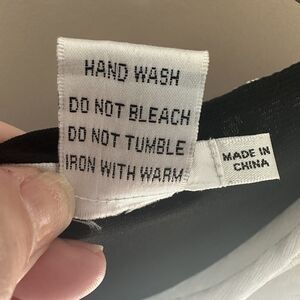 HAND WASH
DO NOT BLEACH
DO NOT TUMBLE
IRON WITH WARM
MADE IN
CHINA